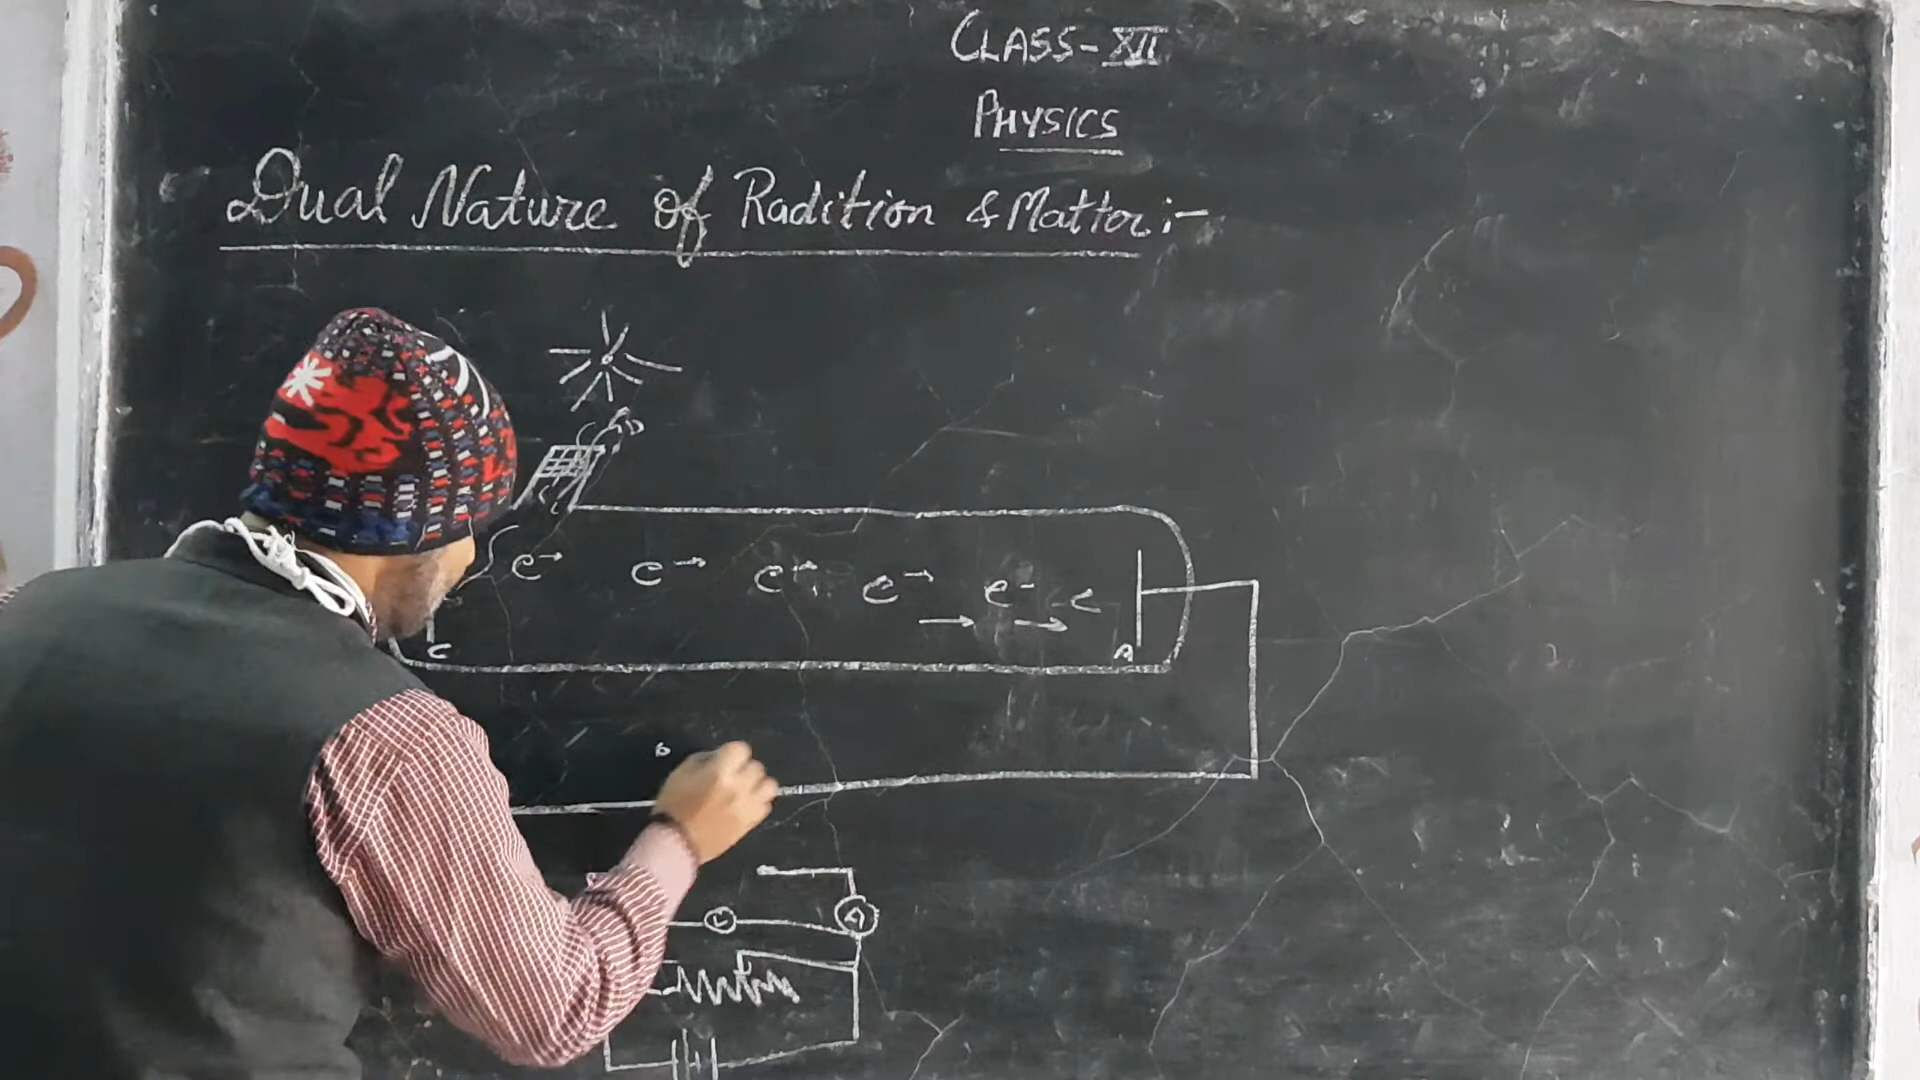 CLASS-XII
PHYSICS
Dual Nature of Radition & Matter:-
e e e e e- e
C
A
A